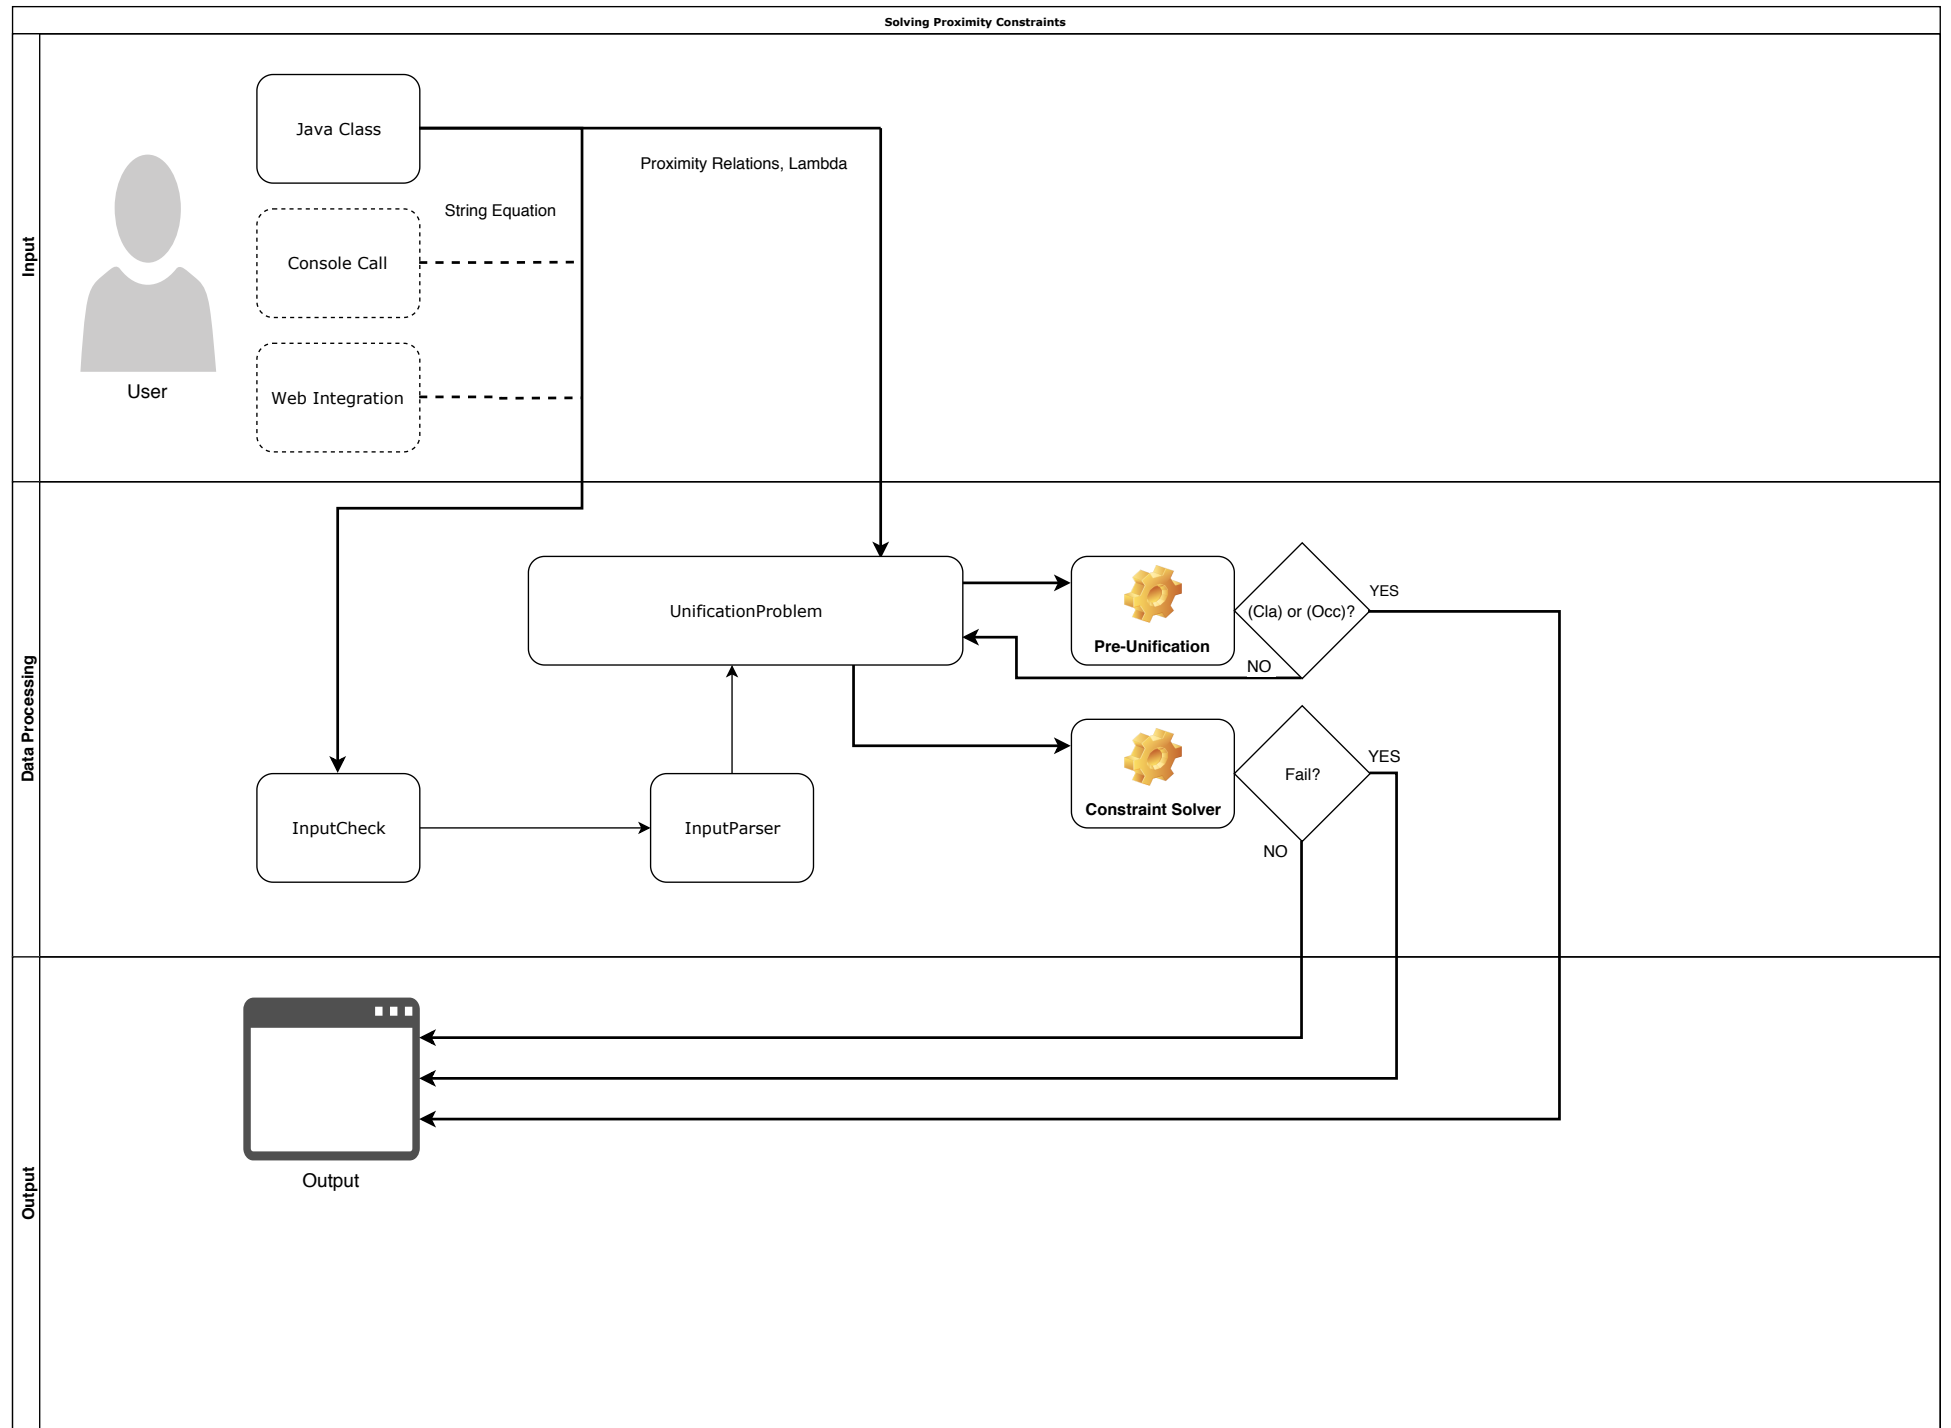 Solving Proximity Constraints
Input
Java Class
Proximity Relations, Lambda
String Equation
Console Call
Web Integration
User
Data Processing
UnificationProblem
Pre-Unification
(Cla) or (Occ)?
YES
NO
Constraint Solver
Fail?
YES
NO
InputCheck
InputParser
Output
Output